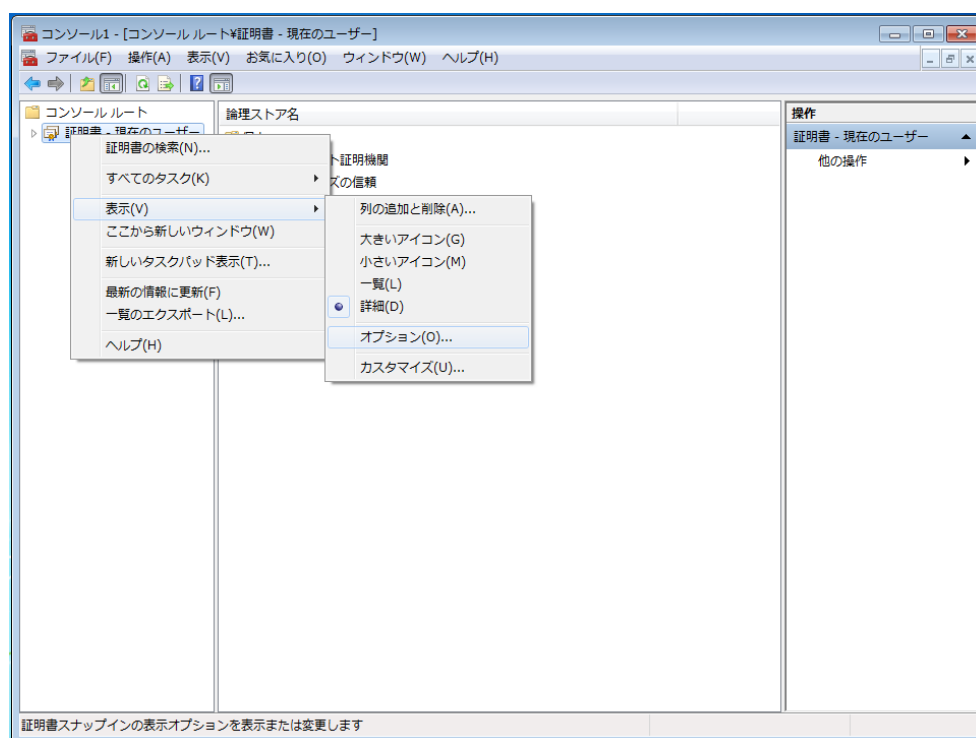 コンソール1 - [コンソール ルート¥証明書 - 現在のユーザー]
ファイル(F) 操作(A) 表示(V) お気に入り(O) ウィンドウ(W) ヘルプ(H)
コンソール ルート
証明書 - 現在のユーザー
論理ストア名
ト証明機関
ズの信頼
証明書の検索(N)...
すべてのタスク(K)
表示(V)
ここから新しいウィンドウ(W)
新しいタスクパッド表示(T)...
最新の情報に更新(F)
一覧のエクスポート(L)...
ヘルプ(H)
列の追加と削除(A)...
大きいアイコン(G)
小さいアイコン(M)
一覧(L)
詳細(D)
オプション(O)...
カスタマイズ(U)...
操作
証明書 - 現在のユーザー
他の操作
証明書スナップインの表示オプションを表示または変更します